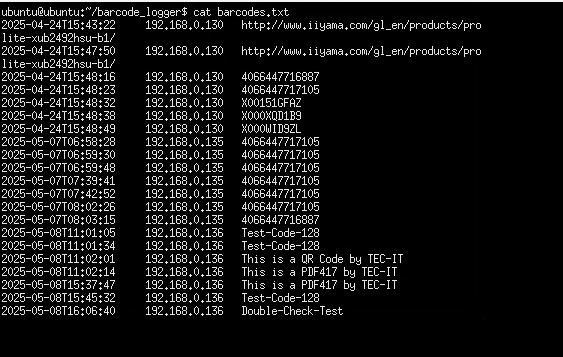 ubuntu@ubuntu:~/barcode_logger$ cat barcodes.txt
2025-04-24T15:43:22 192.168.0.130 http://www.iiyama.com/gl_en/products/pro
lite-xub2492hsu-b1/
2025-04-24T15:47:50 192.168.0.130 http://www.iiyama.com/gl_en/products/pro
lite-xub2492hsu-b1/
2025-04-24T15:48:16 192.168.0.130 4066447716887
2025-04-24T15:48:23 192.168.0.130 4066447717105
2025-04-24T15:48:32 192.168.0.130 X00151GFAZ
2025-04-24T15:48:38 192.168.0.130 X000XQD1B9
2025-04-24T15:48:49 192.168.0.130 X000WID9ZL
2025-05-07T06:58:28 192.168.0.135 4066447717105
2025-05-07T06:59:30 192.168.0.135 4066447717105
2025-05-07T06:59:48 192.168.0.135 4066447717105
2025-05-07T07:39:41 192.168.0.135 4066447717105
2025-05-07T07:42:52 192.168.0.135 4066447717105
2025-05-07T08:02:26 192.168.0.135 4066447717105
2025-05-07T08:03:15 192.168.0.135 4066447716887
2025-05-08T11:01:05 192.168.0.136 Test-Code-128
2025-05-08T11:01:34 192.168.0.136 Test-Code-128
2025-05-08T11:02:01 192.168.0.136 This is a QR Code by TEC-IT
2025-05-08T11:02:14 192.168.0.136 This is a PDF417 by TEC-IT
2025-05-08T15:37:47 192.168.0.136 This is a PDF417 by TEC-IT
2025-05-08T15:45:32 192.168.0.136 Test-Code-128
2025-05-08T16:06:40 192.168.0.136 Double-Check-Test